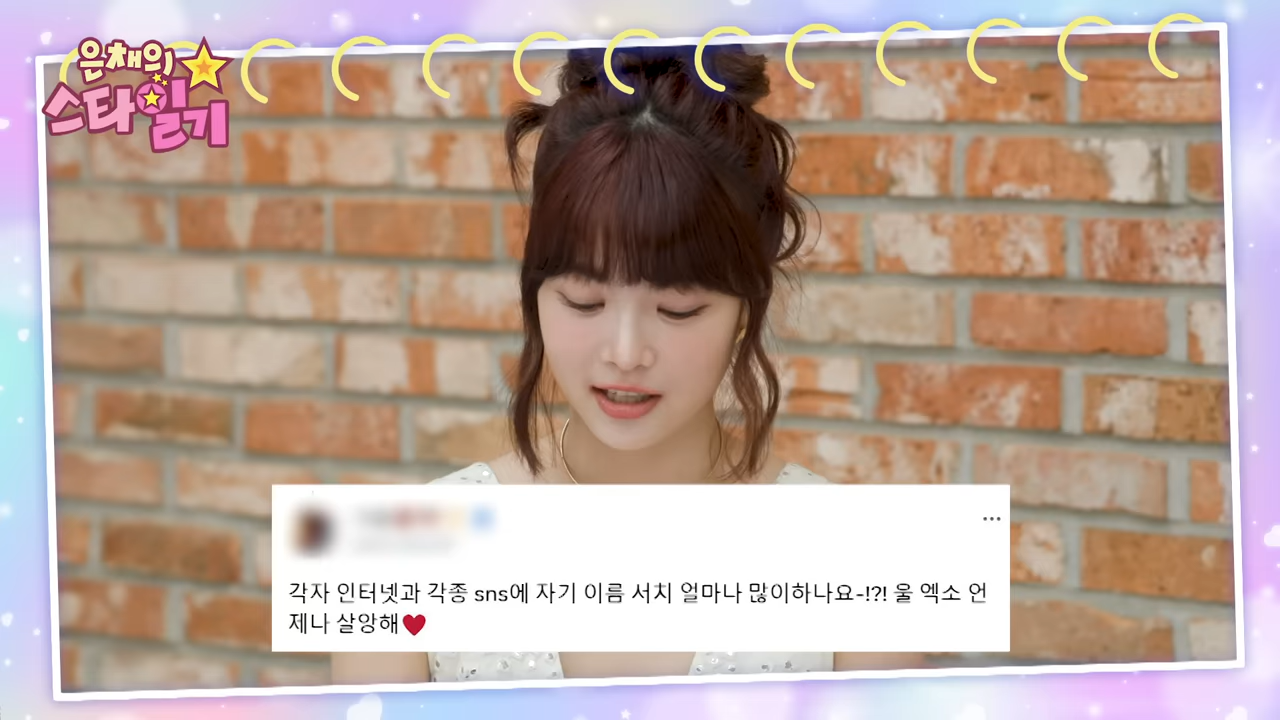 은채의
스타일기
각자 인터넷과 각종 sns에 자기 이름 서치 얼마나 많이하나요-!?! 울 엑소 언
제나 살앙해❤️